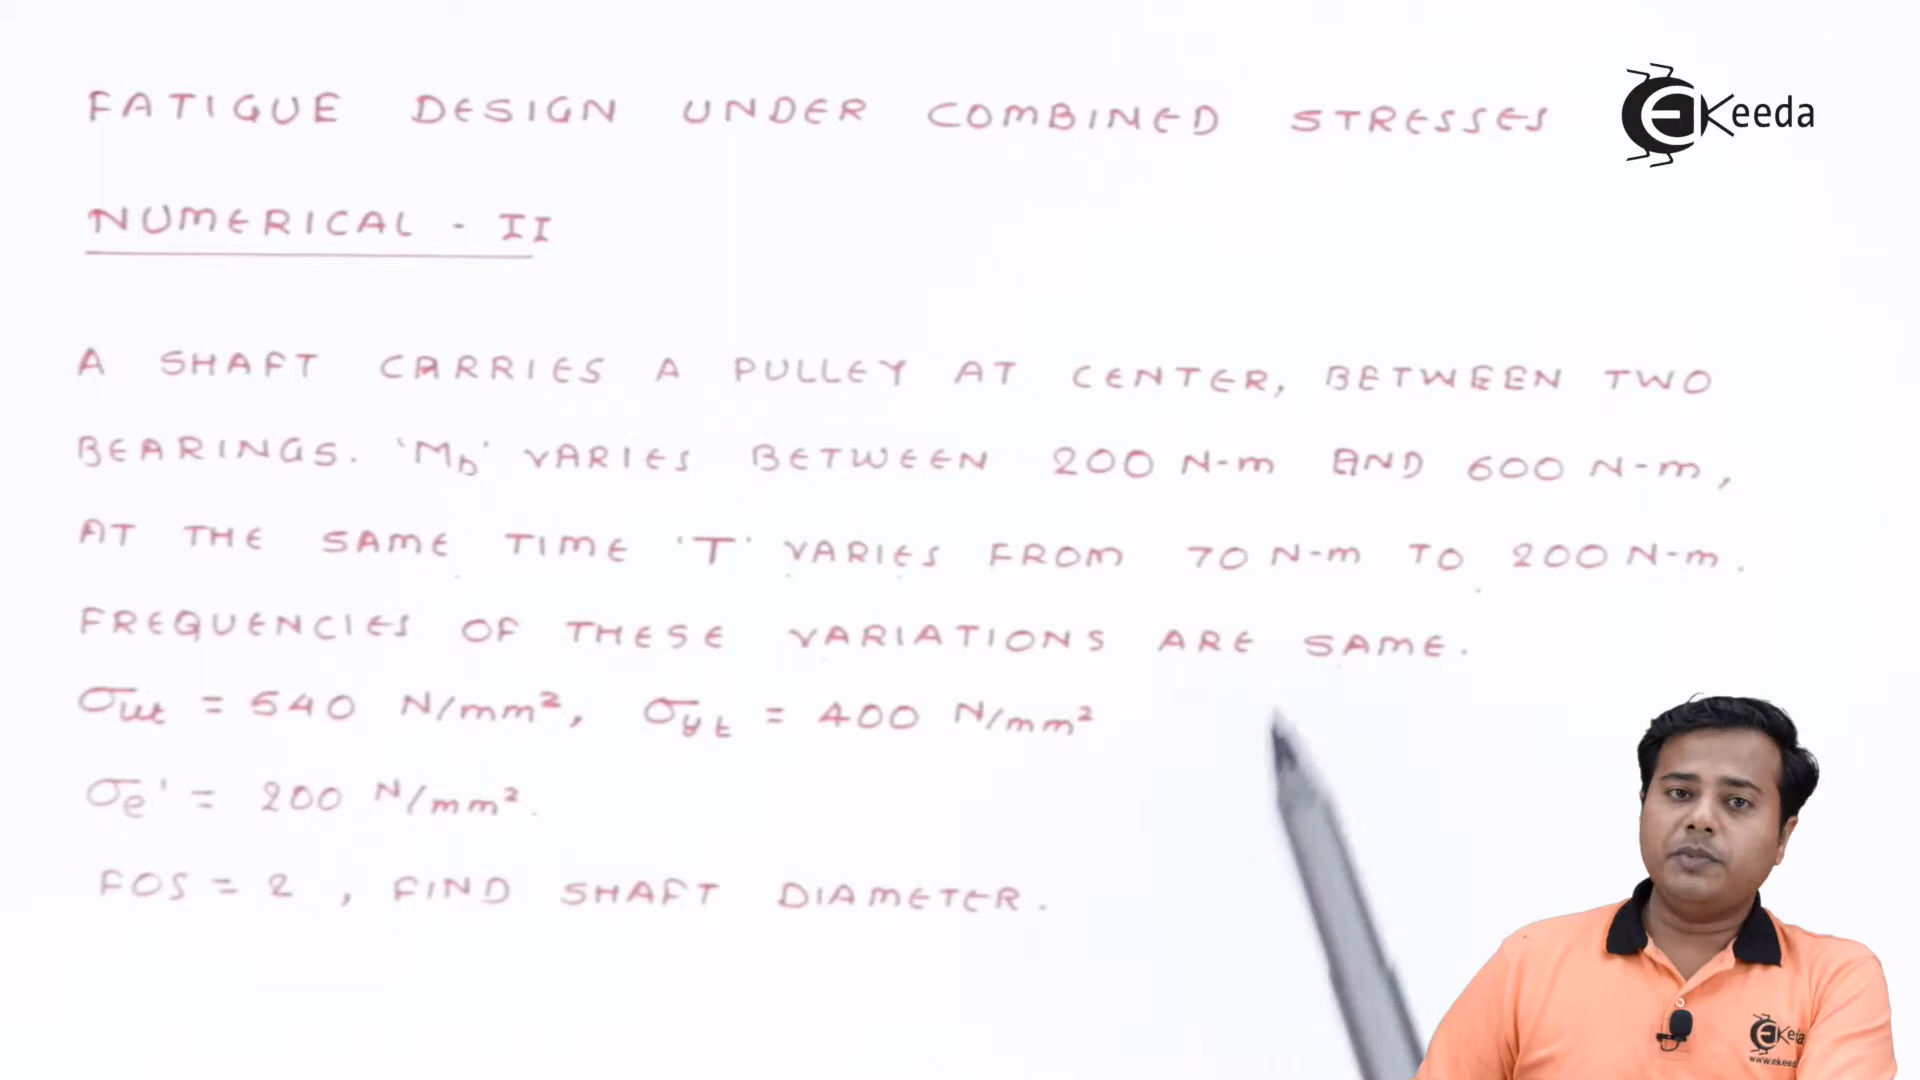 FATIGUE DESIGN UNDER COMBINED STRESSES
EKeeda
NUMERICAL - II
A SHAFT CARRIES A PULLEY AT CENTER, BETWEEN TWO
BEARINGS. 'Mb' VARIES BETWEEN 200 N-m AND 600 N-m,
AT THE SAME TIME 'T' VARIES FROM 70 N-m TO 200 N-m.
FREQUENCIES OF THESE VARIATIONS ARE SAME.
σut = 540 N/mm², σyt = 400 N/mm²
σe' = 200 N/mm².
FOS = 2, FIND SHAFT DIAMETER.